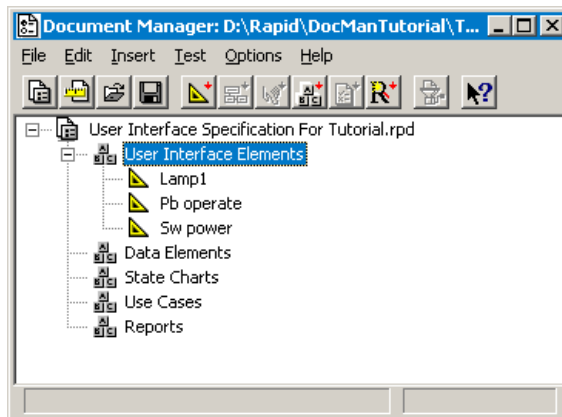 Document Manager: D:\Rapid\DocManTutorial\T...
File Edit Insert Test Options Help
User Interface Specification For Tutorial.rpd
User Interface Elements
Lamp1
Pb operate
Sw power
Data Elements
State Charts
Use Cases
Reports